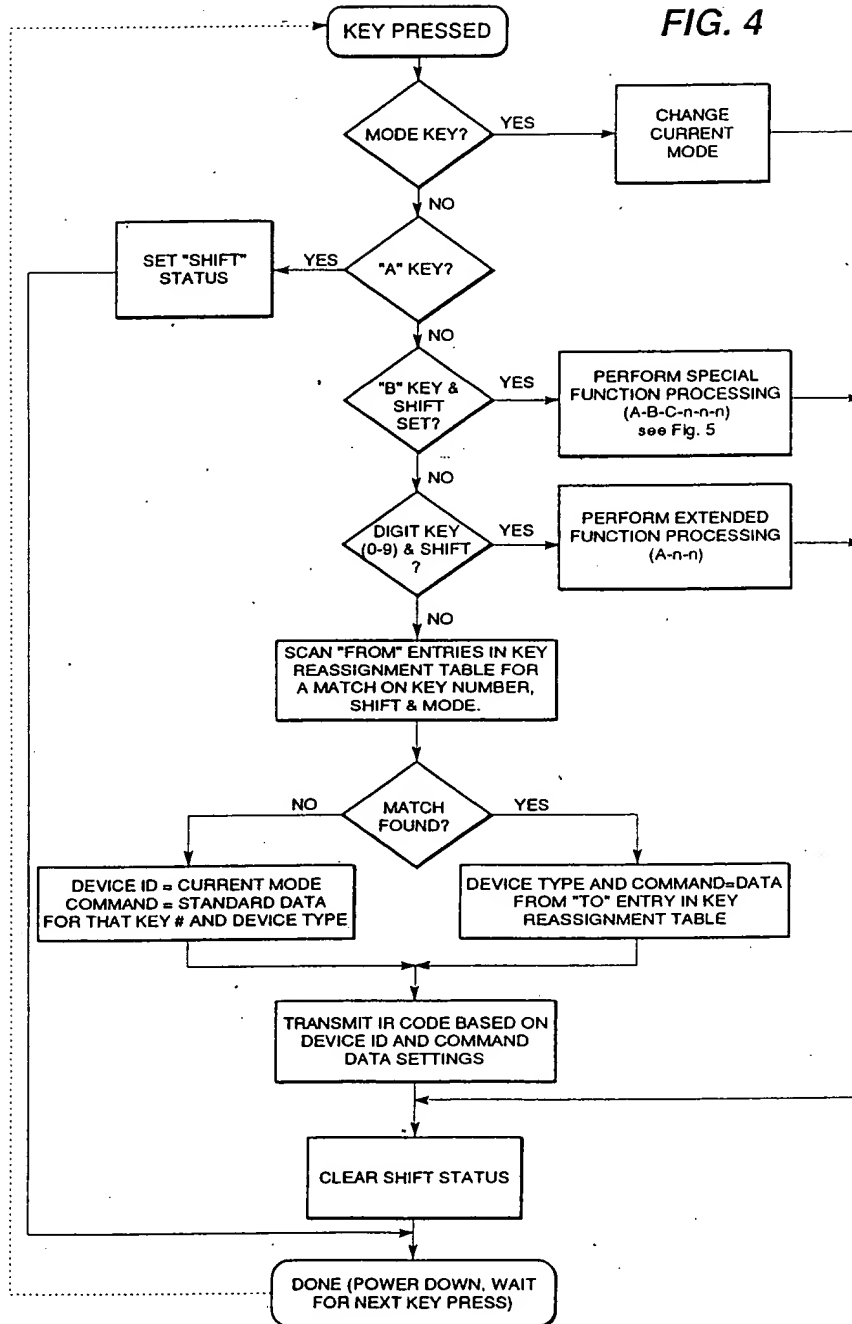 FIG. 4
KEY PRESSED
MODE KEY?
YES
CHANGE
CURRENT
MODE
NO
SET "SHIFT"
STATUS
YES
"A" KEY?
NO
"B" KEY &
SHIFT
SET?
YES
PERFORM SPECIAL
FUNCTION PROCESSING
(A-B-C-n-n-n)
see Fig. 5
NO
DIGIT KEY
(0-9) & SHIFT
?
YES
PERFORM EXTENDED
FUNCTION PROCESSING
(A-n-n)
NO
SCAN "FROM" ENTRIES IN KEY
REASSIGNMENT TABLE FOR
A MATCH ON KEY NUMBER,
SHIFT & MODE.
NO
MATCH
FOUND?
YES
DEVICE ID = CURRENT MODE
COMMAND = STANDARD DATA
FOR THAT KEY # AND DEVICE TYPE
DEVICE TYPE AND COMMAND=DATA
FROM "TO" ENTRY IN KEY
REASSIGNMENT TABLE
TRANSMIT IR CODE BASED ON
DEVICE ID AND COMMAND
DATA SETTINGS
CLEAR SHIFT STATUS
DONE (POWER DOWN, WAIT
FOR NEXT KEY PRESS)